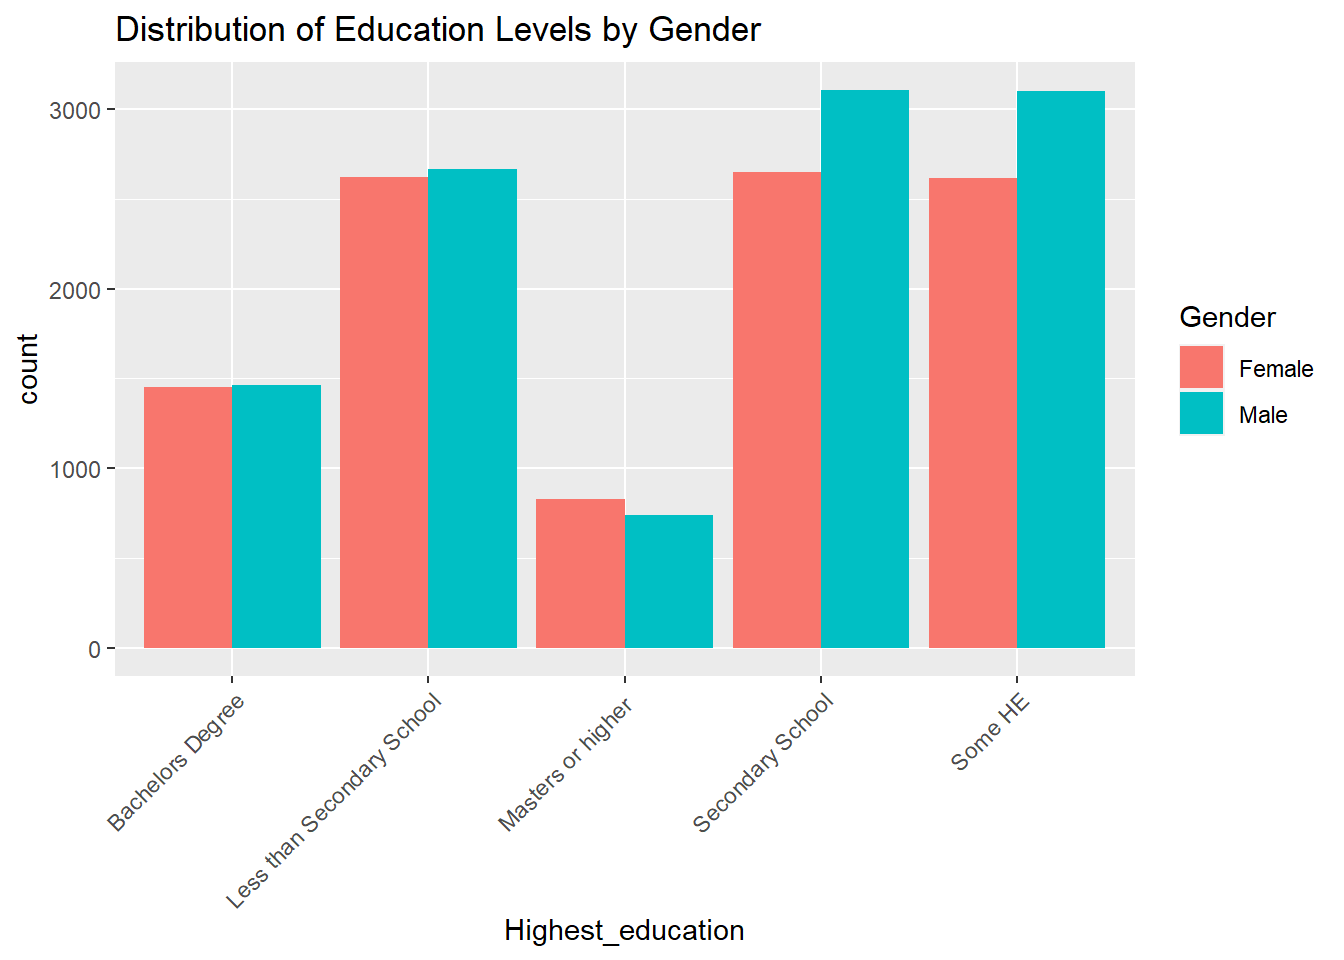 Distribution of Education Levels by Gender
count
3000
2000
1000
0
Bachelors Degree
Less than Secondary School
Masters or higher
Secondary School
Some HE
Highest_education
Gender
Female
Male